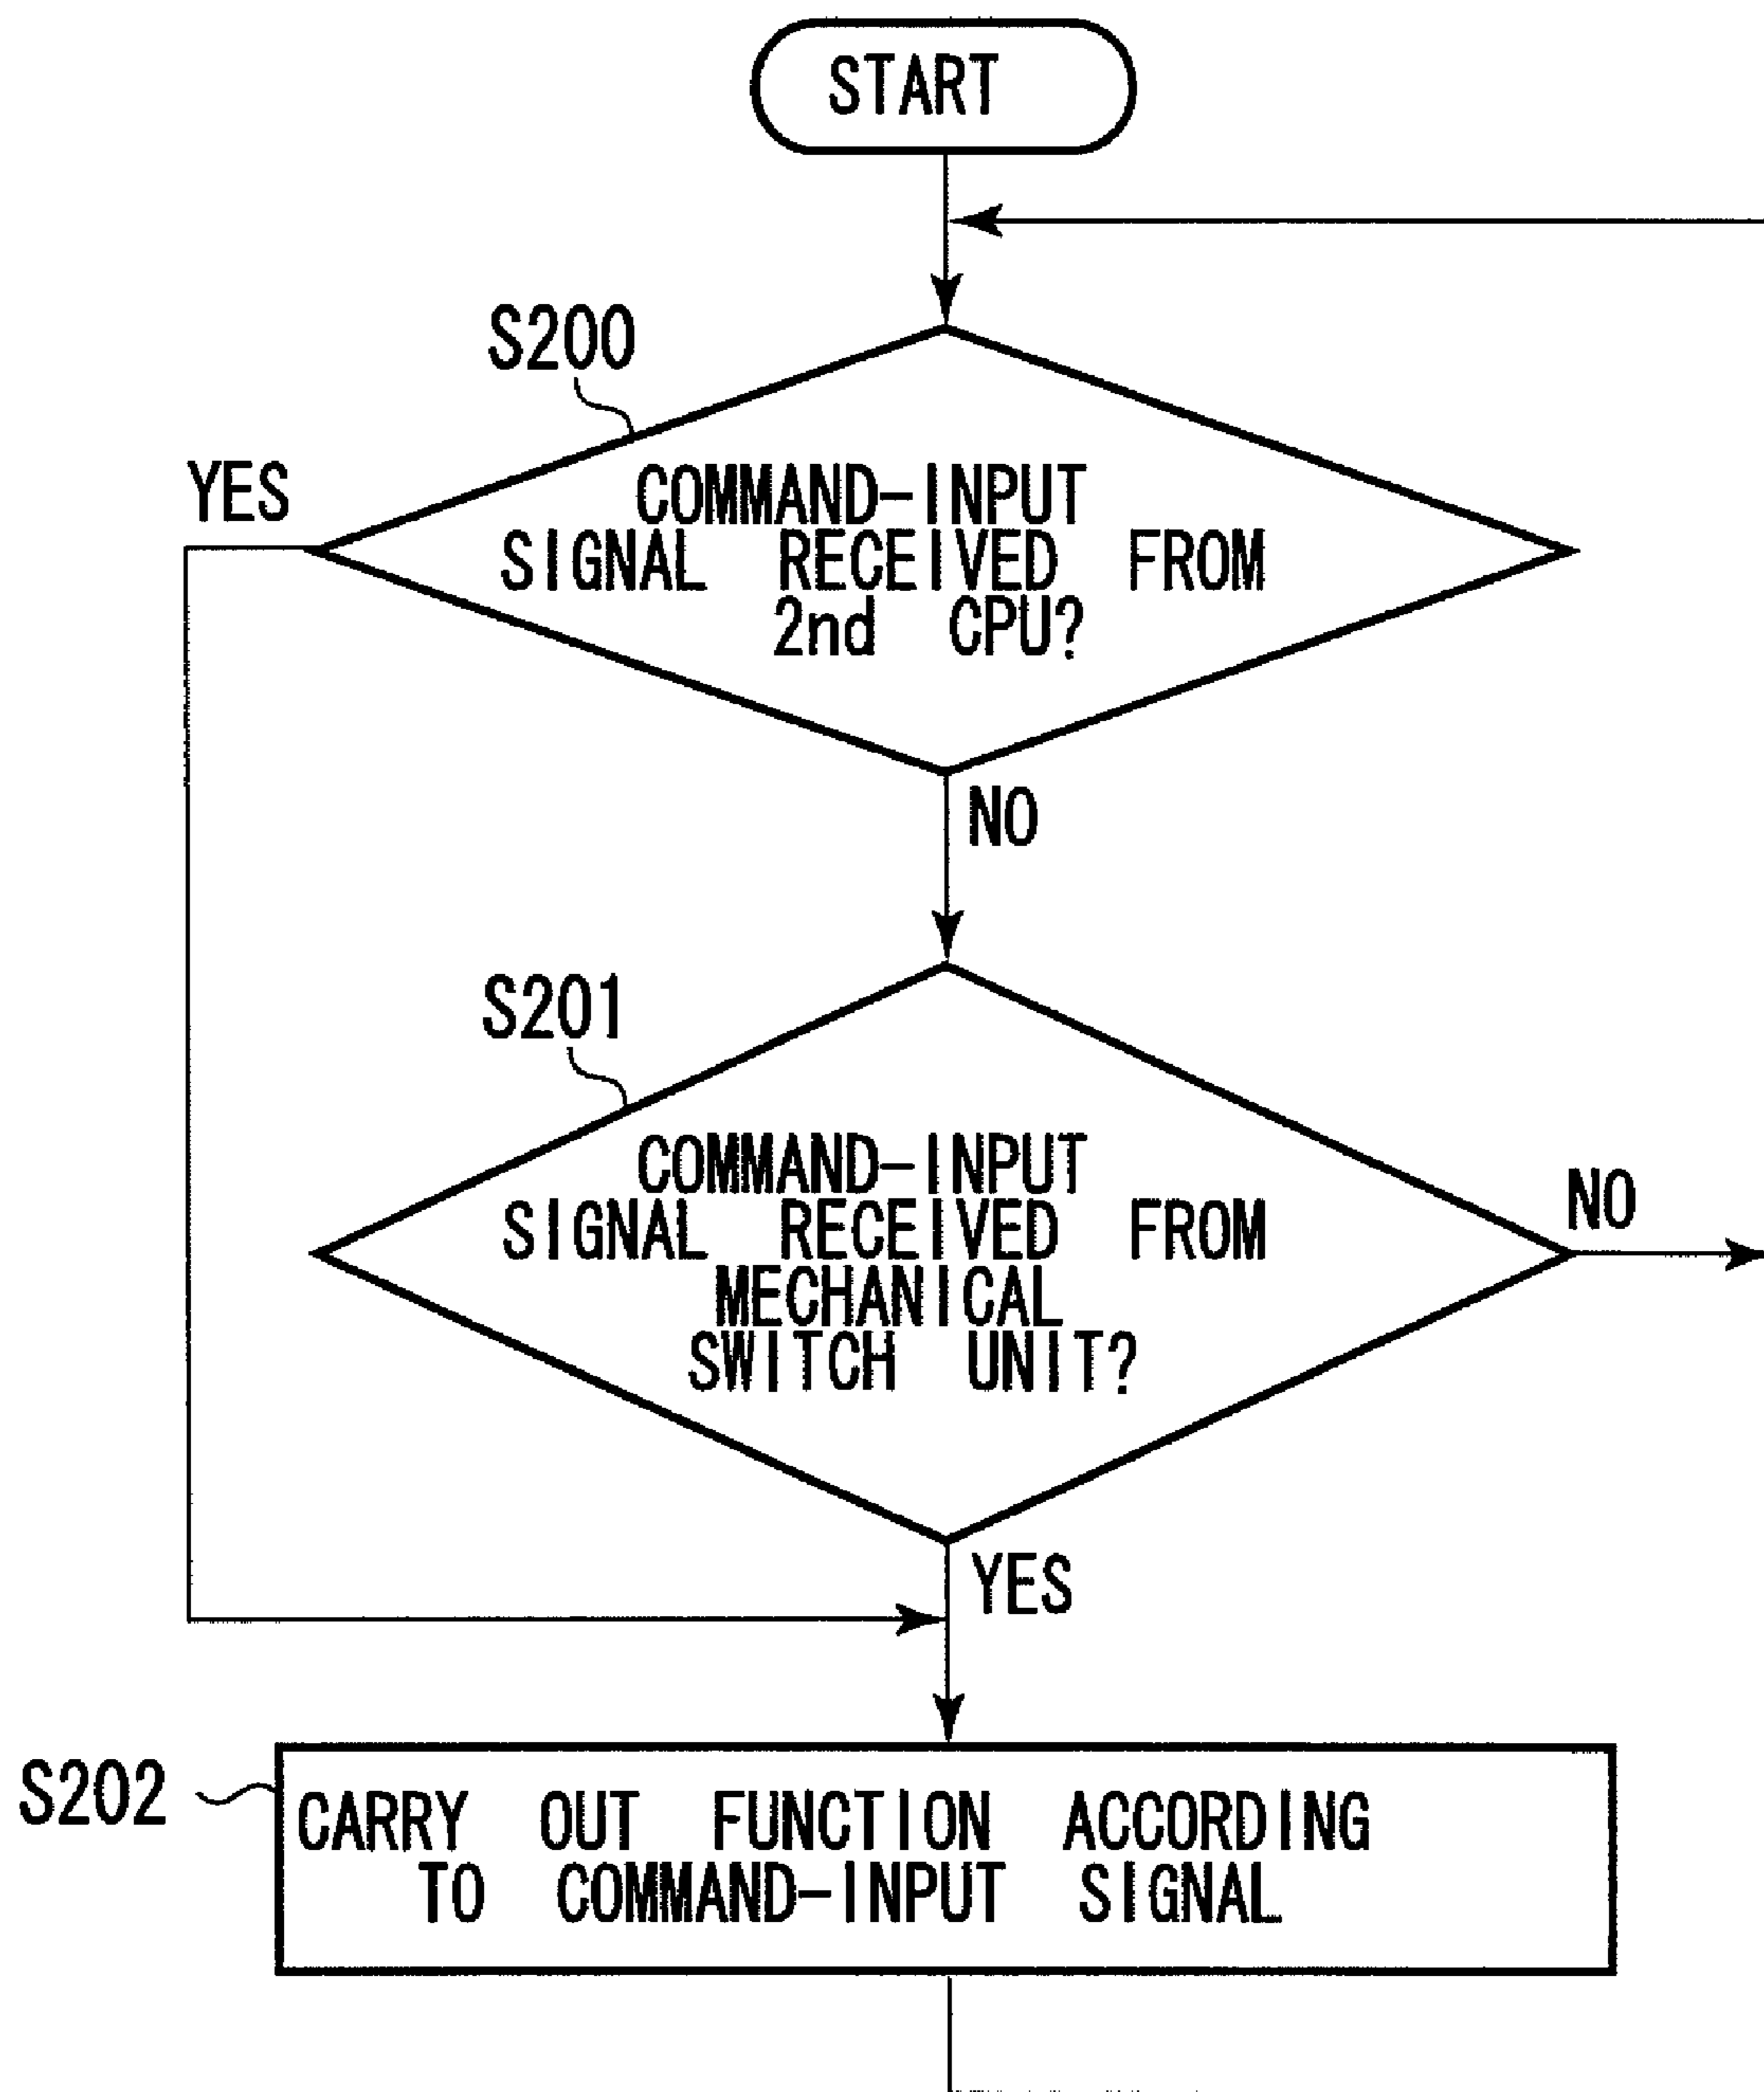 START
S200
YES
COMMAND-INPUT
SIGNAL RECEIVED FROM
2nd CPU?
NO
S201
COMMAND-INPUT
SIGNAL RECEIVED FROM
MECHANICAL
SWITCH UNIT?
NO
YES
S202
CARRY OUT FUNCTION ACCORDING
TO COMMAND-INPUT SIGNAL